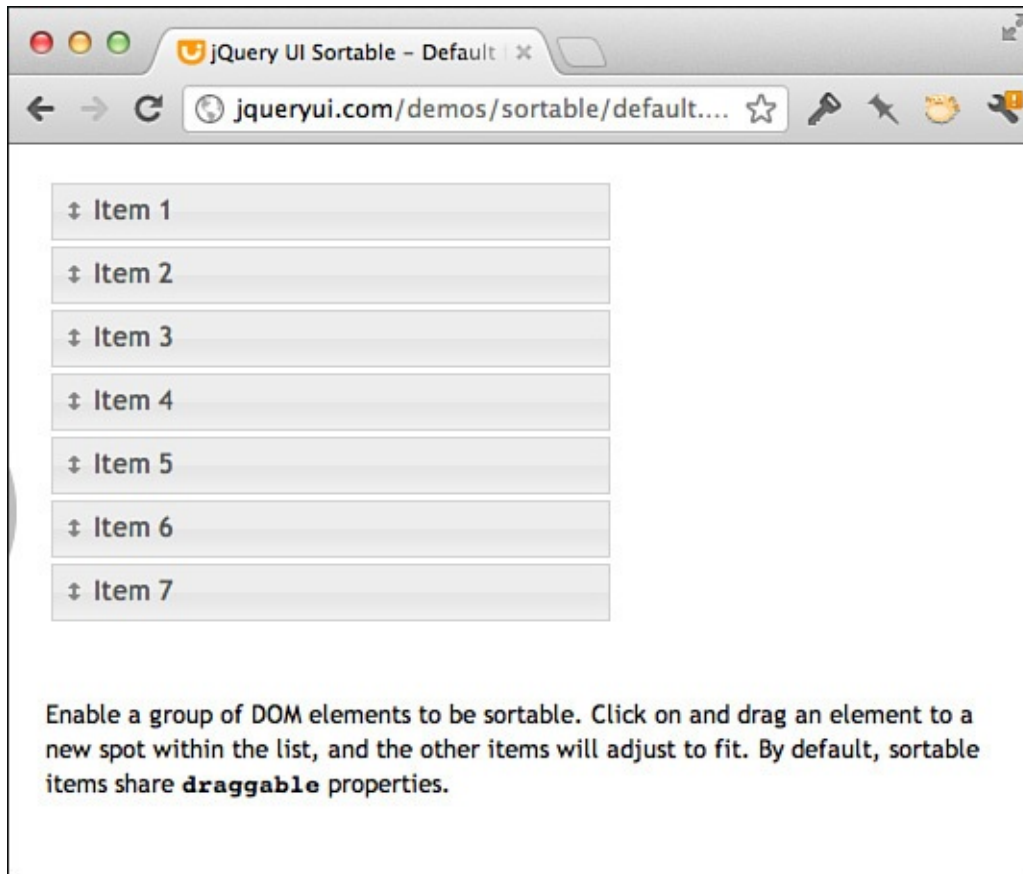 jQuery UI Sortable – Default
jqueryui.com/demos/sortable/default....
Item 1
Item 2
Item 3
Item 4
Item 5
Item 6
Item 7
Enable a group of DOM elements to be sortable. Click on and drag an element to a
new spot within the list, and the other items will adjust to fit. By default, sortable
items share draggable properties.